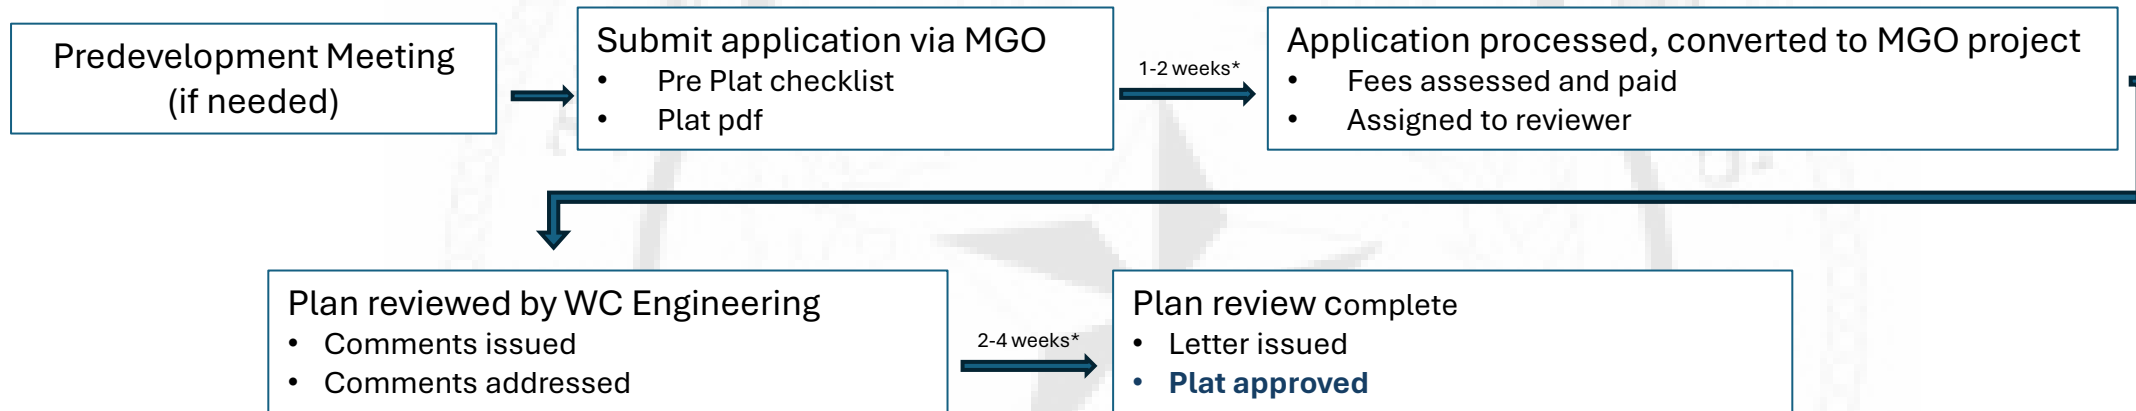 Predevelopment Meeting
(if needed)
Submit application via MGO
• Pre Plat checklist
• Plat pdf
1-2 weeks*
Application processed, converted to MGO project
• Fees assessed and paid
• Assigned to reviewer
Plan reviewed by WC Engineering
• Comments issued
• Comments addressed
2-4 weeks*
Plan review complete
• Letter issued
• Plat approved